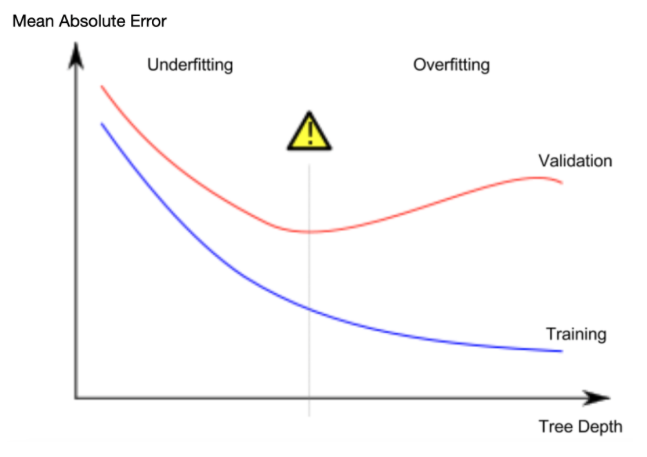 Mean Absolute Error
Underfitting
Overfitting
!
Validation
Training
Tree Depth